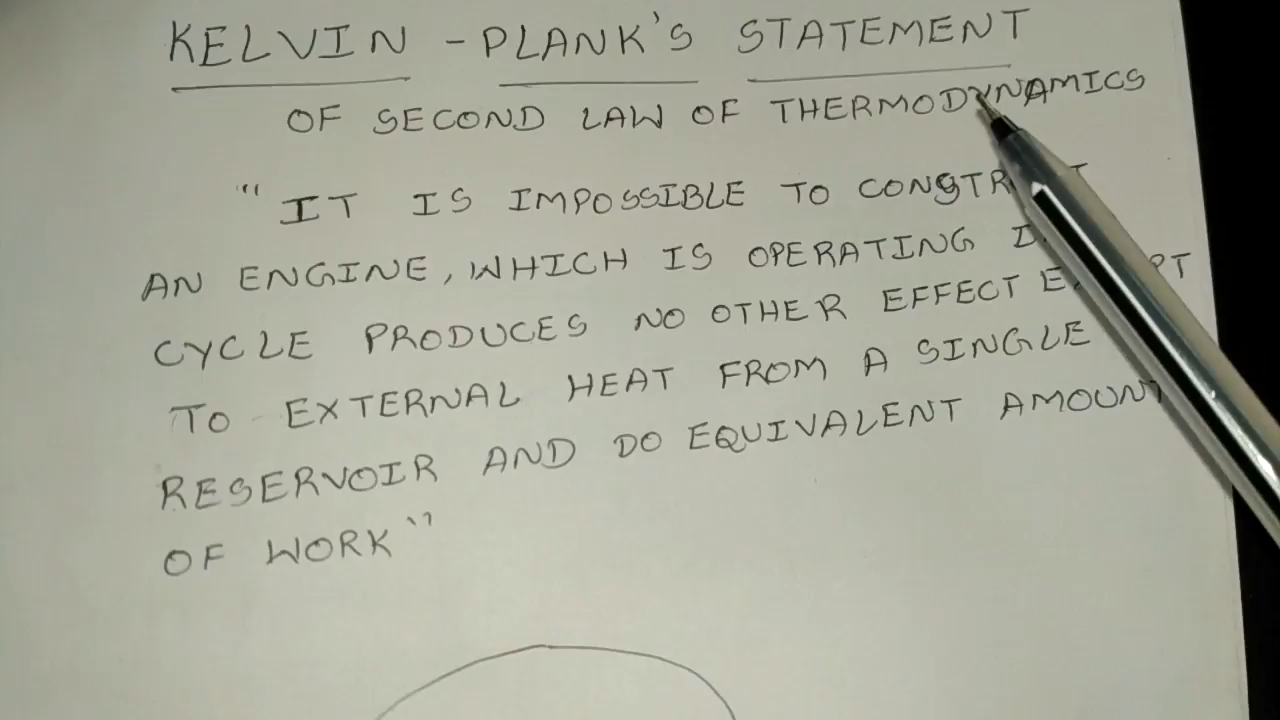 KELVIN - PLANK'S STATEMENT
OF SECOND LAW OF THERMODYNAMICS
"IT IS IMPOSSIBLE TO
AN ENGINE, WHICH IS OPERATING
CYCLE PRODUCES NO OTHER EFFECT
TO EXTERNAL HEAT FROM A SINGLE
RESERVOIR AND DO EQUIVALENT AMOUNT
OF WORK"